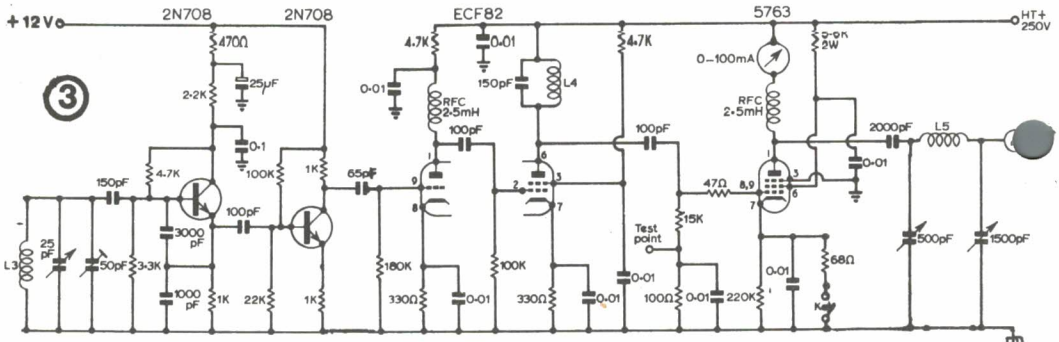 2N708
2N708
ECF82
5763
+ 12V
HT+
250V
470Ω
4.7K
0·01
4.7K
2W
0-100mA
3
25µF
2·2K
0·01
150pF
L4
RFC
2·5mH
RFC
2·5mH
2000pF
L5
0·1
100pF
100pF
1
6
1
3
0·01
150pF
4.7K
100K
1K
65pF
9
2
3
47Ω
8,9
6
8
7
7
100pF
15K
Test
point
3000
pF
25
pF
L3
50pF
3·3K
180K
100K
500pF
1500pF
0·01
68Ω
1000
pF
1K
22K
1K
330Ω
0·01
330Ω
0·01
0·01
100Ω
0·01
220K